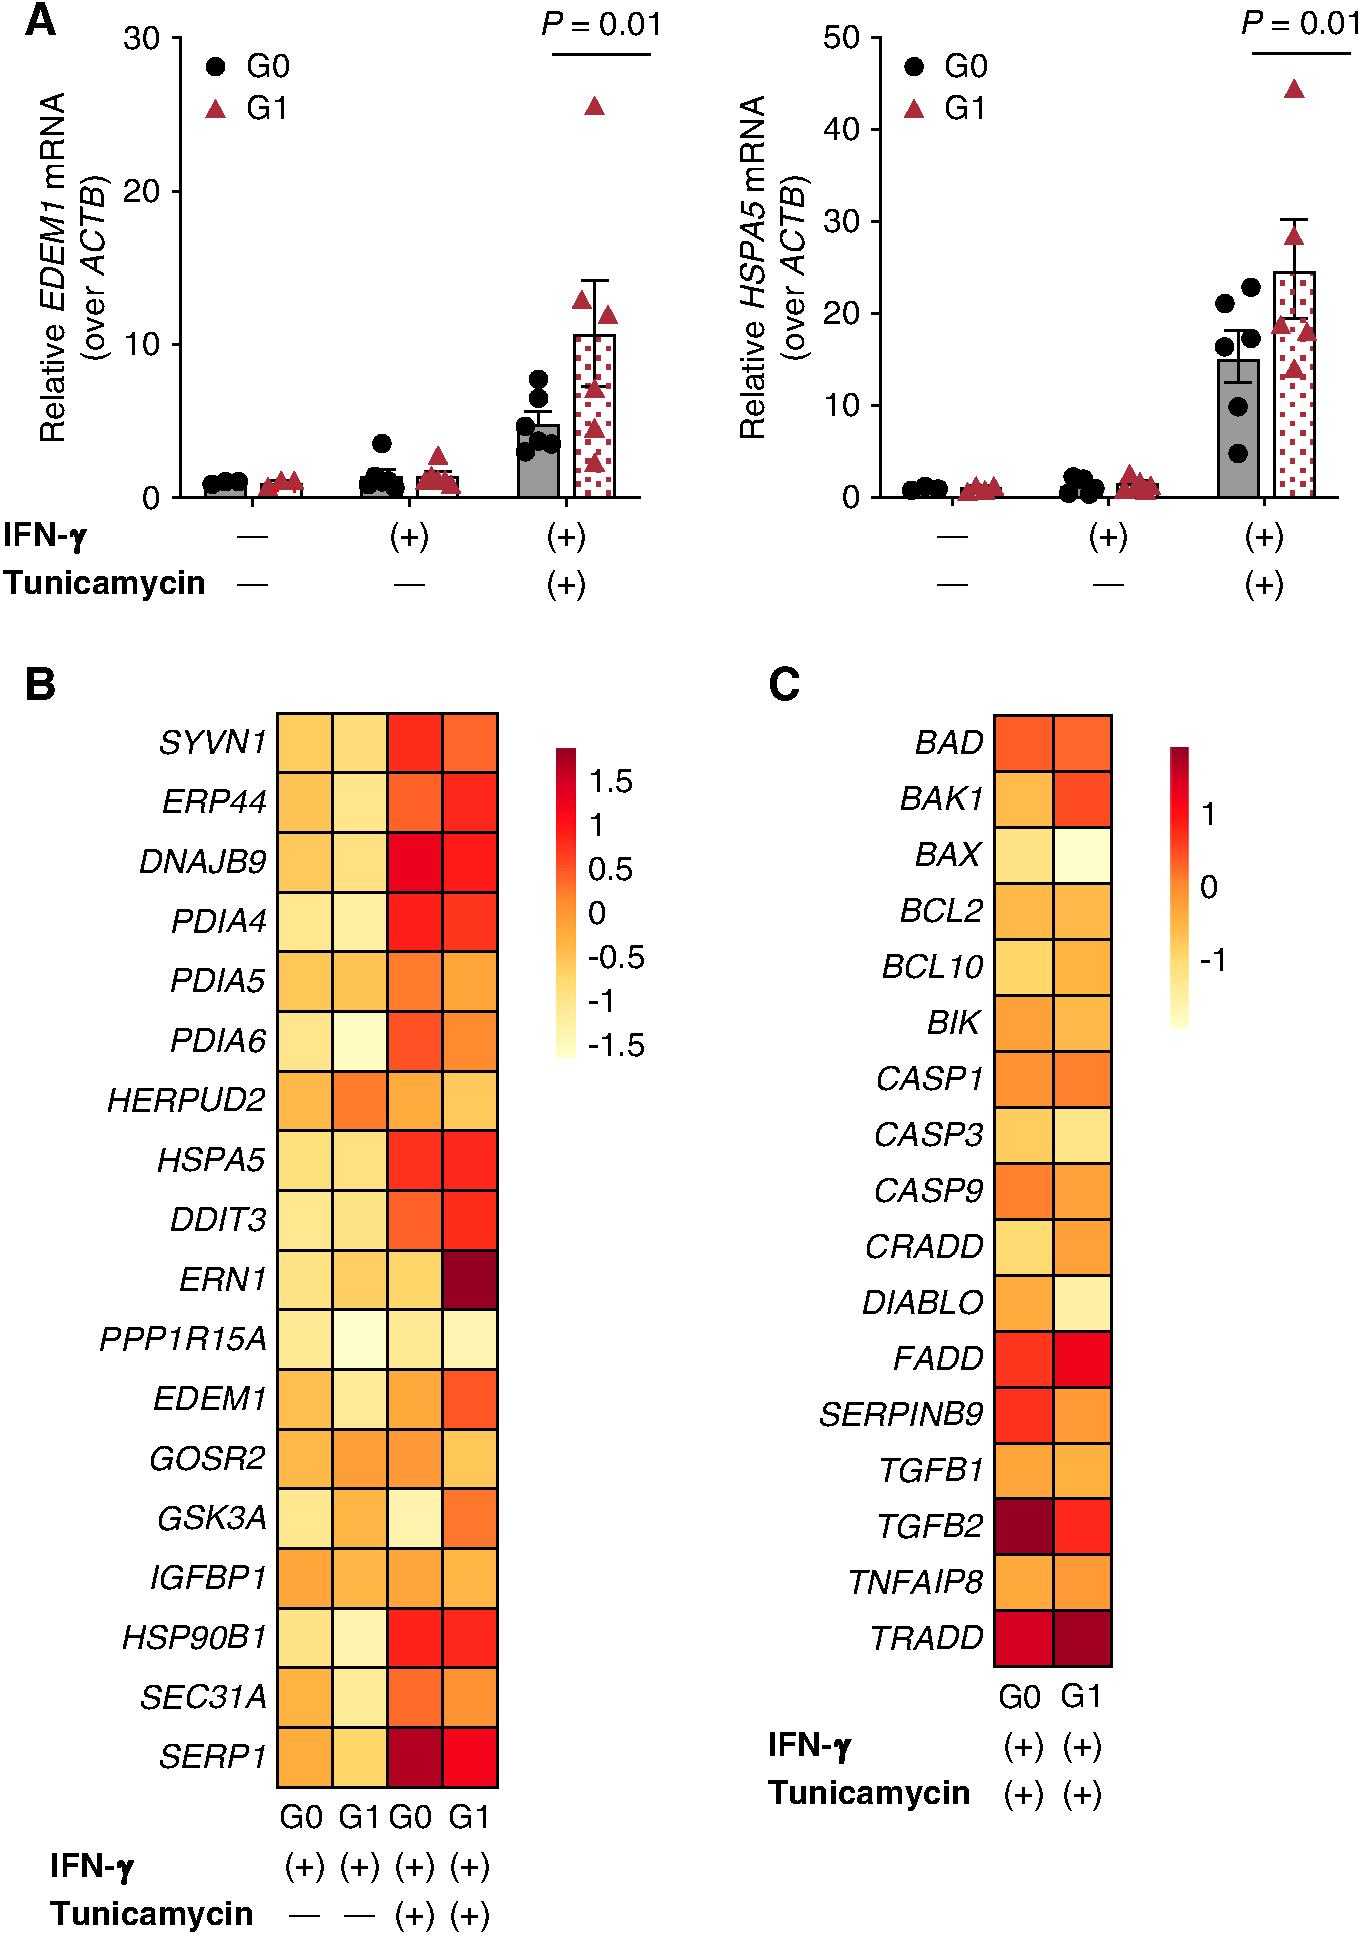 A
P = 0.01
30
20
10
0
G0
G1
Relative EDEM1 mRNA
(over ACTB)
P = 0.01
50
40
30
20
10
0
G0
G1
Relative HSPA5 mRNA
(over ACTB)
IFN-γ — (+) (+) — (+) (+)
Tunicamycin — — (+) — — (+)
B
SYVN1
ERP44
DNAJB9
PDIA4
PDIA5
PDIA6
HERPUD2
HSPA5
DDIT3
ERN1
PPP1R15A
EDEM1
GOSR2
GSK3A
IGFBP1
HSP90B1
SEC31A
SERP1
1.5
1
0.5
0
-0.5
-1
-1.5
G0 G1 G0 G1
IFN-γ (+) (+) (+) (+)
Tunicamycin — — (+) (+)
C
BAD
BAK1
BAX
BCL2
BCL10
BIK
CASP1
CASP3
CASP9
CRADD
DIABLO
FADD
SERPINB9
TGFB1
TGFB2
TNFAIP8
TRADD
1
0
-1
G0 G1
IFN-γ (+) (+)
Tunicamycin (+) (+)